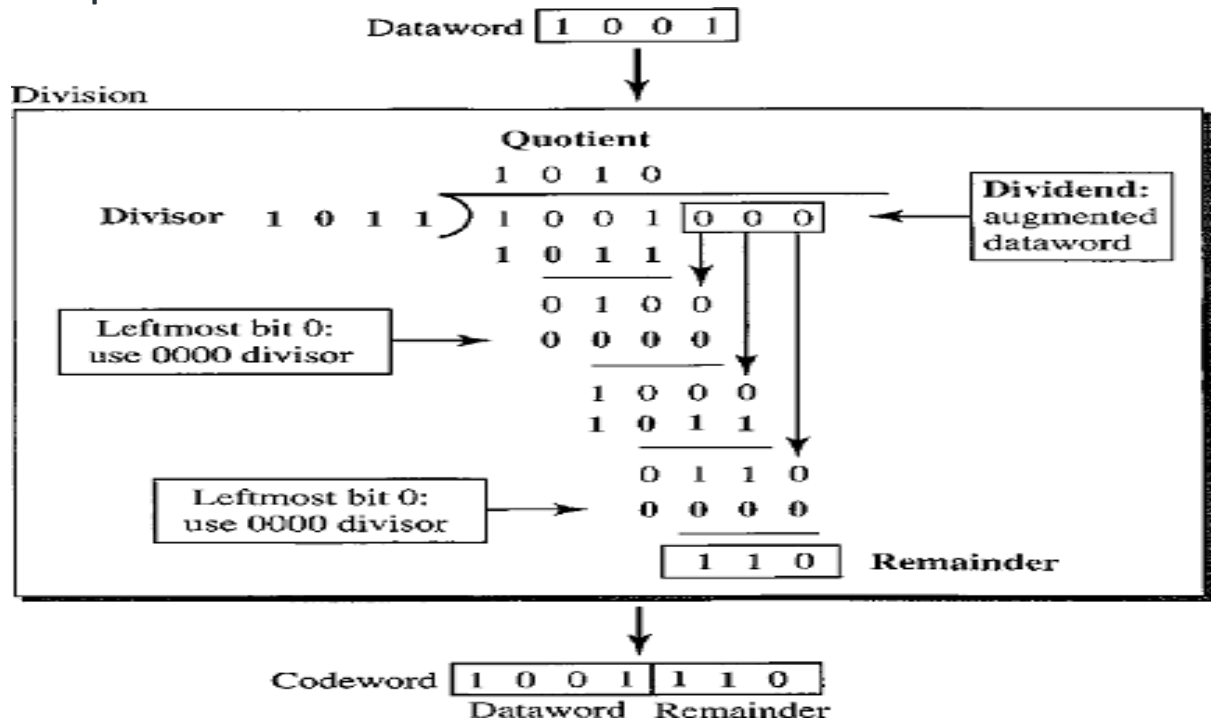 Dataword 1 0 0 1
Division
Quotient
1 0 1 0
Divisor 1 0 1 1 1 0 0 1 0 0 0
Dividend:
augmented
dataword
1 0 1 1
0 1 0 0
Leftmost bit 0:
use 0000 divisor
0 0 0 0
1 0 0 0
1 0 1 1
0 1 1 0
Leftmost bit 0:
use 0000 divisor
0 0 0 0
1 1 0 Remainder
Codeword 1 0 0 1 1 1 0
Dataword Remainder